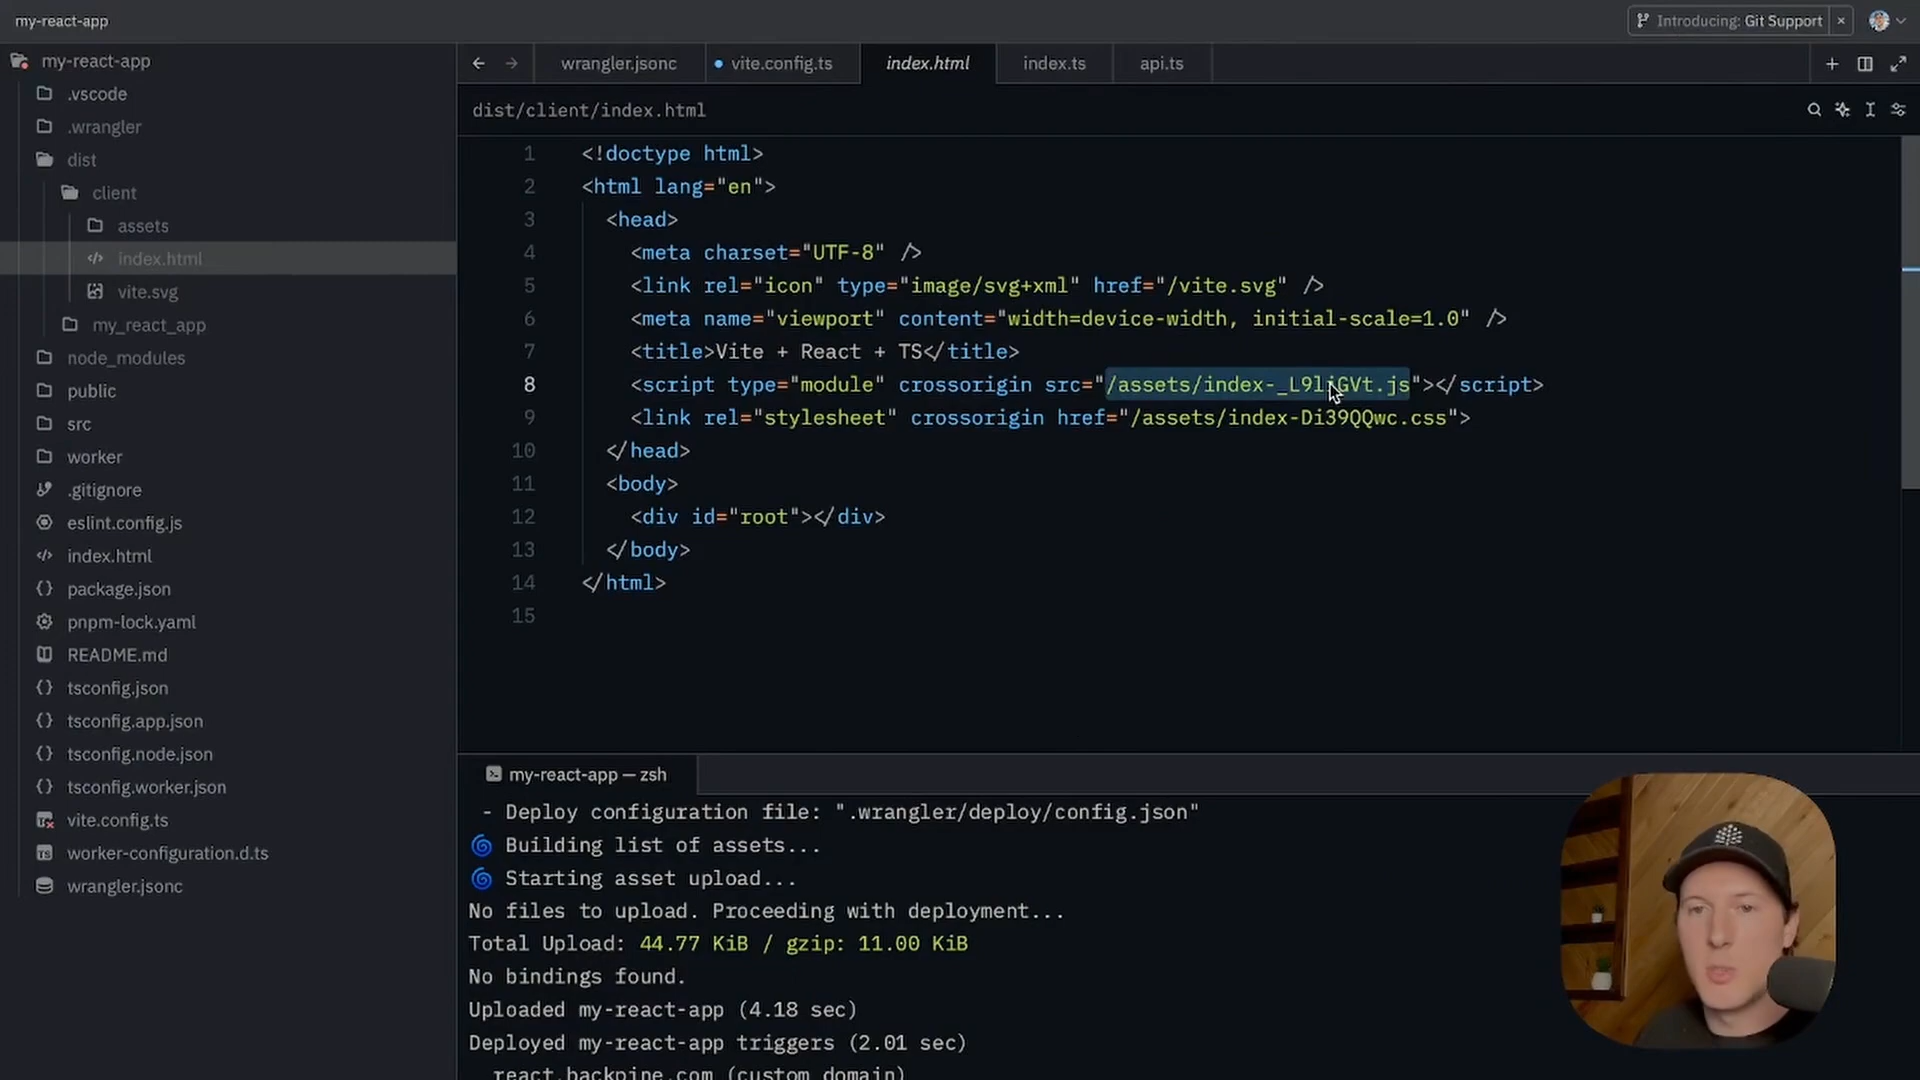 my-react-app
Introducing: Git Support
my-react-app
.vscode
.wrangler
dist
client
assets
index.html
vite.svg
my_react_app
node_modules
public
src
worker
.gitignore
eslint.config.js
index.html
package.json
pnpm-lock.yaml
README.md
tsconfig.json
tsconfig.app.json
tsconfig.node.json
tsconfig.worker.json
vite.config.ts
worker-configuration.d.ts
wrangler.jsonc
wrangler.jsonc
vite.config.ts
index.html
index.ts
api.ts
dist/client/index.html
1 <!doctype html>
2 <html lang="en">
3 <head>
4 <meta charset="UTF-8" />
5 <link rel="icon" type="image/svg+xml" href="/vite.svg" />
6 <meta name="viewport" content="width=device-width, initial-scale=1.0" />
7 <title>Vite + React + TS</title>
8 <script type="module" crossorigin src="/assets/index-_L9ljGVt.js"></script>
9 <link rel="stylesheet" crossorigin href="/assets/index-Di39QQwc.css">
10 </head>
11 <body>
12 <div id="root"></div>
13 </body>
14 </html>
15
my-react-app — zsh
- Deploy configuration file: ".wrangler/deploy/config.json"
Building list of assets...
Starting asset upload...
No files to upload. Proceeding with deployment...
Total Upload: 44.77 KiB / gzip: 11.00 KiB
No bindings found.
Uploaded my-react-app (4.18 sec)
Deployed my-react-app triggers (2.01 sec)
react.backpine.com (custom domain)